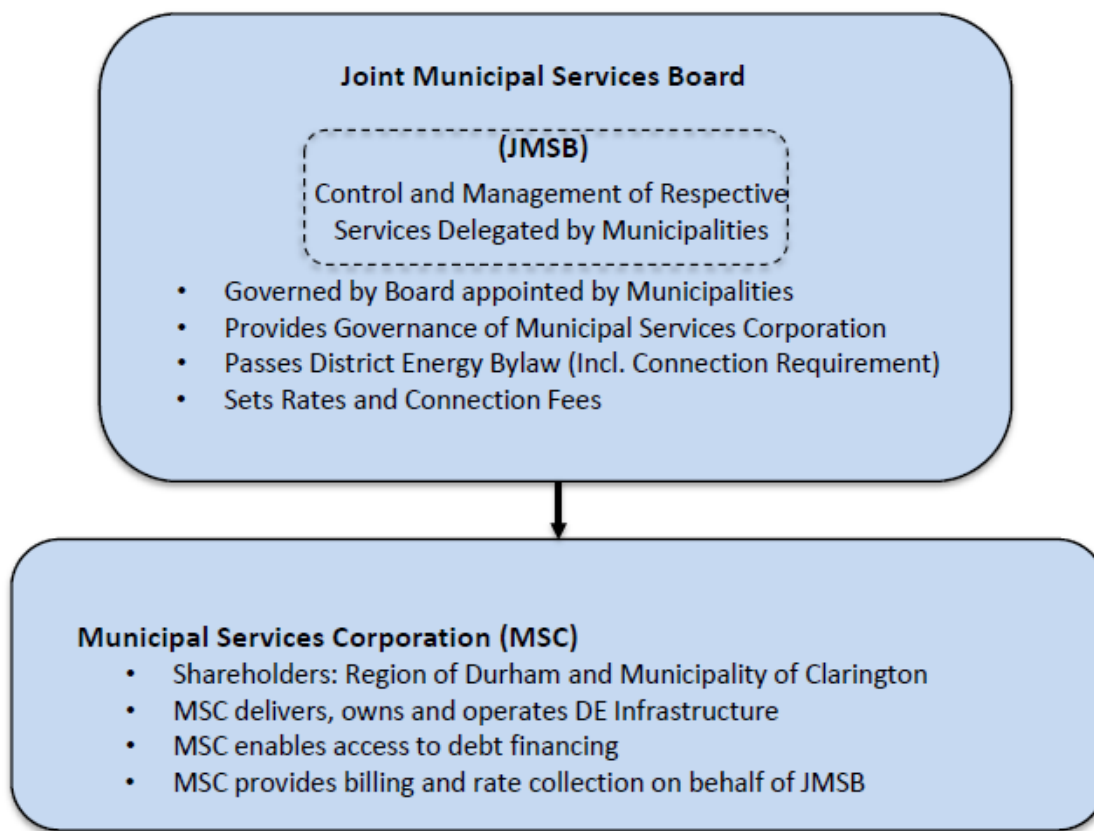 Joint Municipal Services Board
(JMSB)
Control and Management of Respective
Services Delegated by Municipalities
• Governed by Board appointed by Municipalities
• Provides Governance of Municipal Services Corporation
• Passes District Energy Bylaw (Incl. Connection Requirement)
• Sets Rates and Connection Fees
Municipal Services Corporation (MSC)
• Shareholders: Region of Durham and Municipality of Clarington
• MSC delivers, owns and operates DE Infrastructure
• MSC enables access to debt financing
• MSC provides billing and rate collection on behalf of JMSB